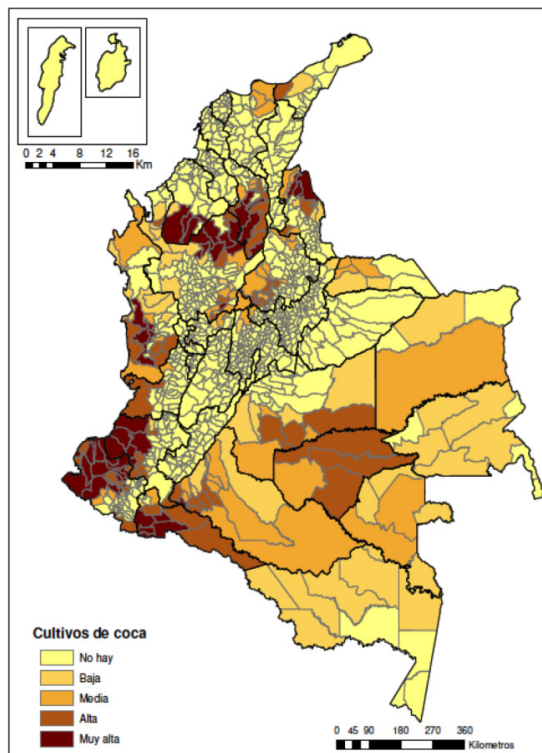 0 2 4 8 12 16
Km
Cultivos de coca
No hay
Baja
Media
Alta
Muy alta
0 45 90 180 270 360
Kilometros